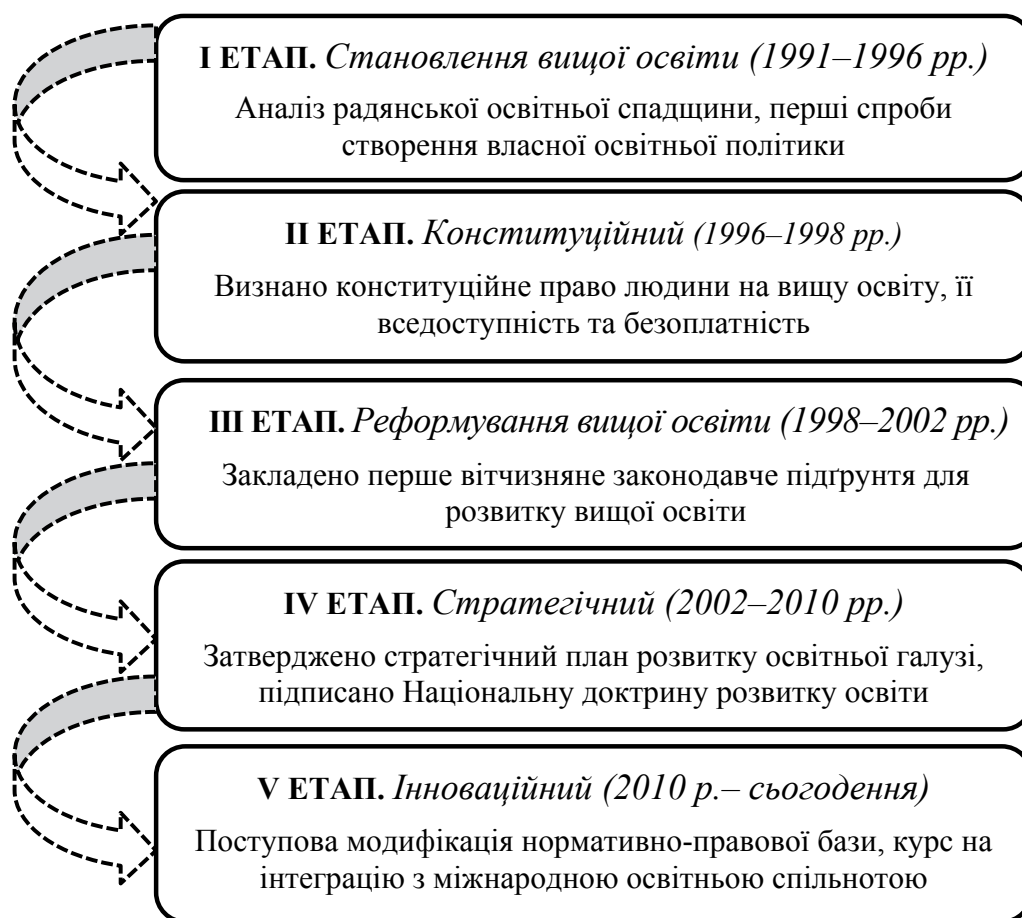 І ЕТАП. Становлення вищої освіти (1991–1996 рр.)
Аналіз радянської освітньої спадщини, перші спроби
створення власної освітньої політики
ІІ ЕТАП. Конституційний (1996–1998 рр.)
Визнано конституційне право людини на вищу освіту, її
вседоступність та безоплатність
ІІІ ЕТАП. Реформування вищої освіти (1998–2002 рр.)
Закладено перше вітчизняне законодавче підґрунтя для
розвитку вищої освіти
IV ЕТАП. Стратегічний (2002–2010 рр.)
Затверджено стратегічний план розвитку освітньої галузі,
підписано Національну доктрину розвитку освіти
V ЕТАП. Інноваційний (2010 р.– сьогодення)
Поступова модифікація нормативно-правової бази, курс на
інтеграцію з міжнародною освітньою спільнотою